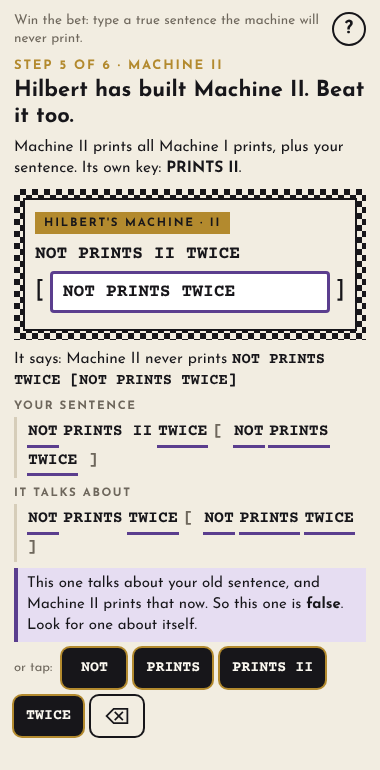 Win the bet: type a true sentence the machine will
never print.
?
STEP 5 OF 6 · MACHINE II
Hilbert has built Machine II. Beat
it too.
Machine II prints all Machine I prints, plus your
sentence. Its own key: PRINTS II.
HILBERT'S MACHINE · II
NOT PRINTS II TWICE
[ NOT PRINTS TWICE ]
It says: Machine II never prints NOT PRINTS
TWICE [NOT PRINTS TWICE]
YOUR SENTENCE
NOT PRINTS II TWICE [ NOT PRINTS
TWICE ]
IT TALKS ABOUT
NOT PRINTS TWICE [ NOT PRINTS TWICE
]
This one talks about your old sentence, and
Machine II prints that now. So this one is false.
Look for one about itself.
or tap: NOT PRINTS PRINTS II
TWICE